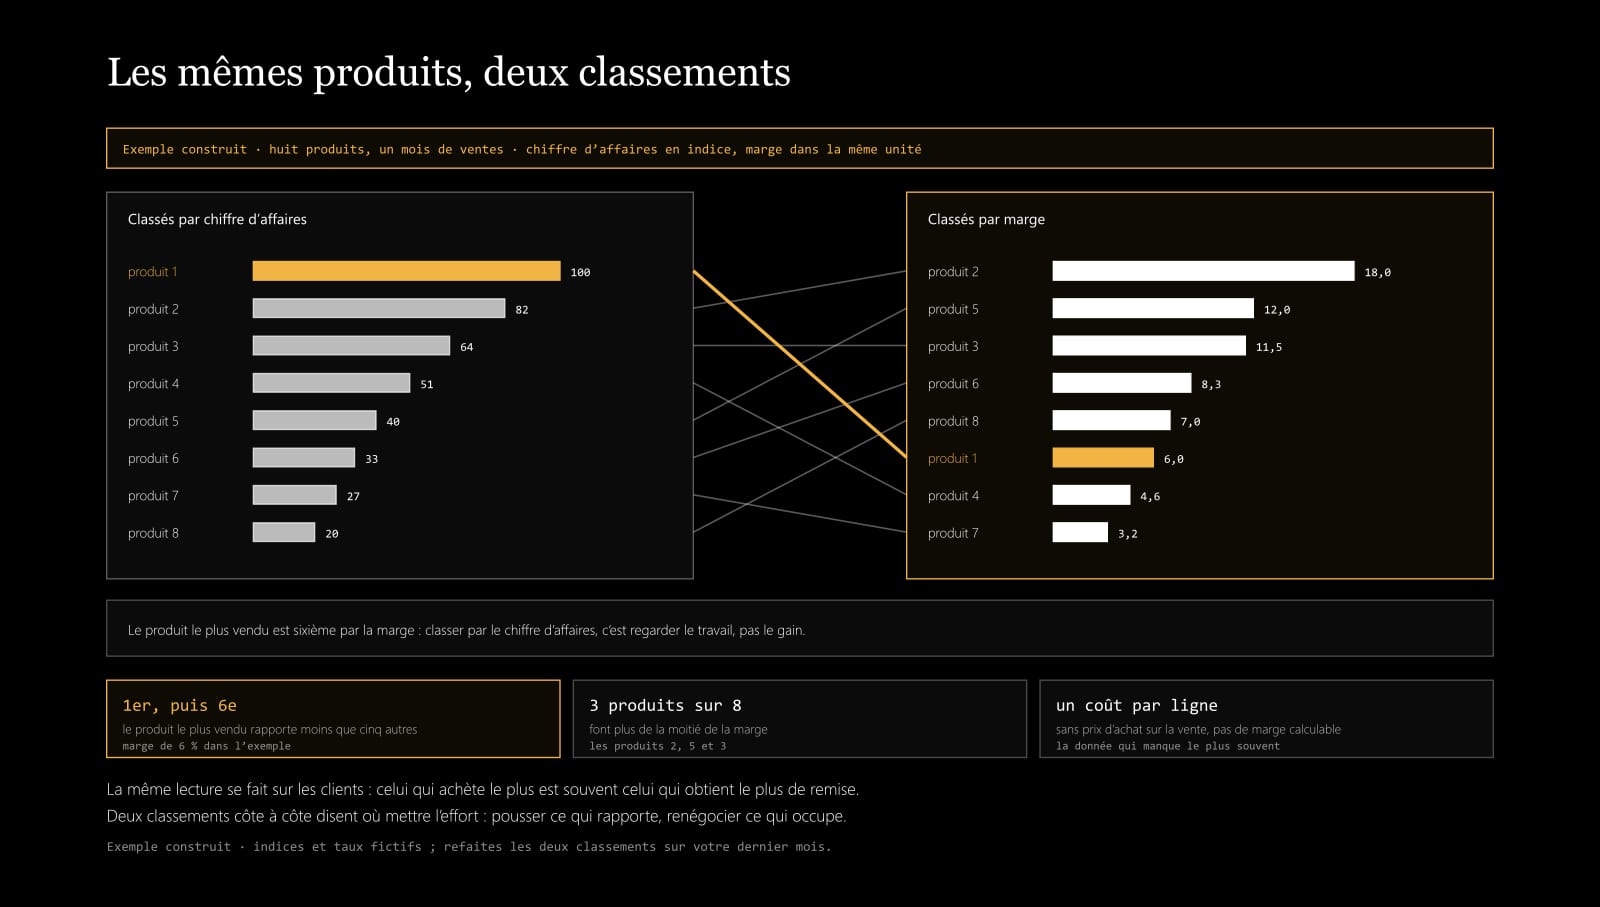 Les mêmes produits, deux classements
Exemple construit · huit produits, un mois de ventes · chiffre d’affaires en indice, marge dans la même unité
Classés par chiffre d’affaires
produit 1 100
produit 2 82
produit 3 64
produit 4 51
produit 5 40
produit 6 33
produit 7 27
produit 8 20
Classés par marge
produit 2 18,0
produit 5 12,0
produit 3 11,5
produit 6 8,3
produit 8 7,0
produit 1 6,0
produit 4 4,6
produit 7 3,2
Le produit le plus vendu est sixième par la marge : classer par le chiffre d’affaires, c’est regarder le travail, pas le gain.
1er, puis 6e
le produit le plus vendu rapporte moins que cinq autres
marge de 6 % dans l’exemple
3 produits sur 8
font plus de la moitié de la marge
les produits 2, 5 et 3
un coût par ligne
sans prix d’achat sur la vente, pas de marge calculable
la donnée qui manque le plus souvent
La même lecture se fait sur les clients : celui qui achète le plus est souvent celui qui obtient le plus de remise.
Deux classements côte à côte disent où mettre l’effort : pousser ce qui rapporte, renégocier ce qui occupe.
Exemple construit · indices et taux fictifs ; refaites les deux classements sur votre dernier mois.